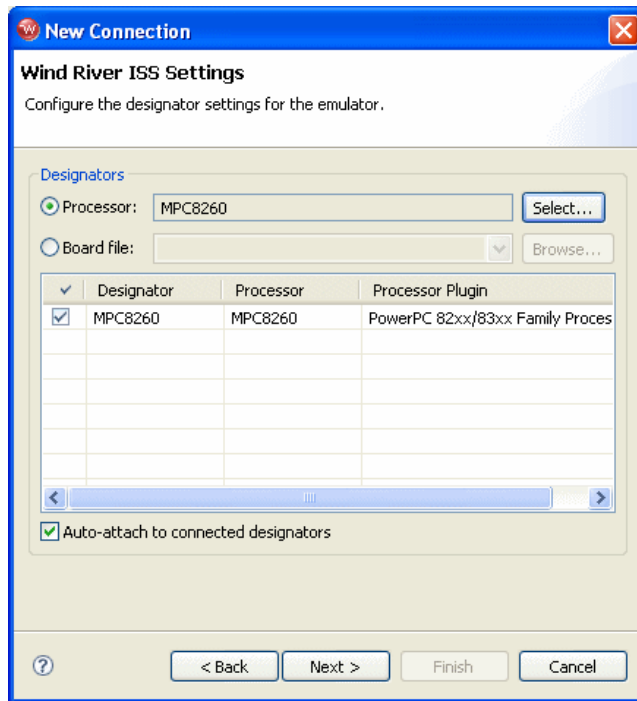 New Connection
Wind River ISS Settings
Configure the designator settings for the emulator.
Designators
Processor: MPC8260 Select...
Board file: Browse...
Designator Processor Processor Plugin
MPC8260 MPC8260 PowerPC 82xx/83xx Family Proces
Auto-attach to connected designators
? < Back Next > Finish Cancel